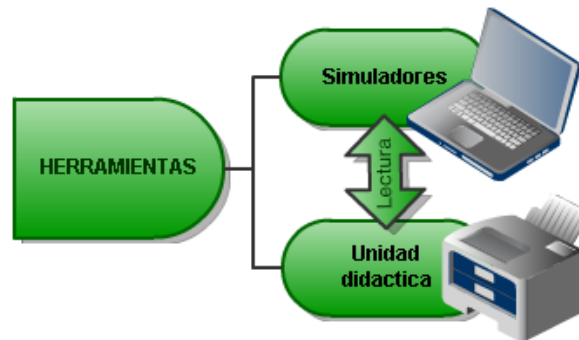 HERRAMIENTAS
Simuladores
Lectura
Unidad
didactica